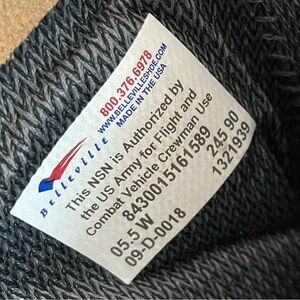 Belleville
800.376.6978
WWW.BELLEVILLESHOE.COM
MADE IN THE USA
This NSN is Authorized by
the US Army for Flight and
Combat Vehicle Crewman Use
8430015161589
05.5 W 245 90
09-D-0018 1321939